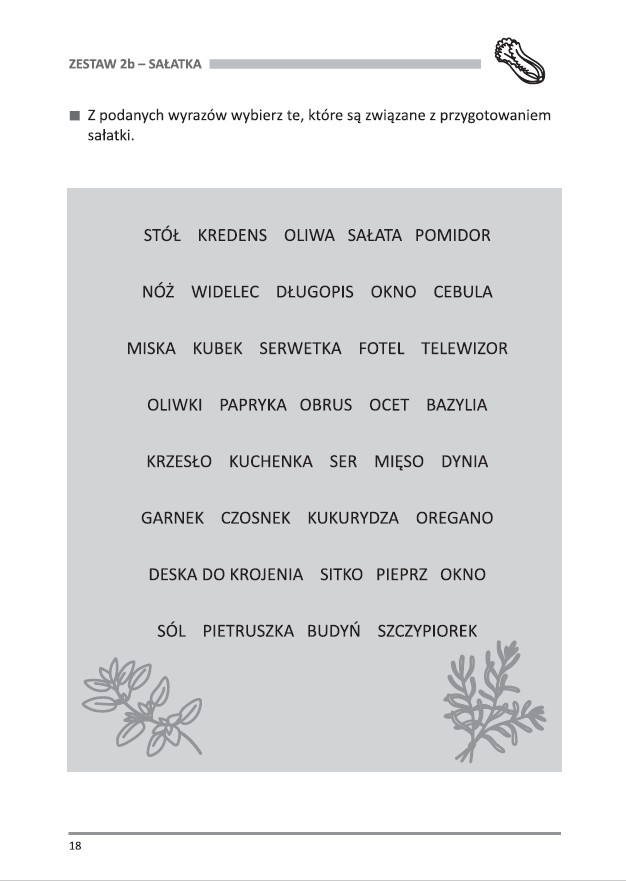 ZESTAW 2b – SAŁATKA
■ Z podanych wyrazów wybierz te, które są związane z przygotowaniem
sałatki.
STÓŁ KREDENS OLIWA SAŁATA POMIDOR
NÓŻ WIDELEC DŁUGOPIS OKNO CEBULA
MISKA KUBEK SERWETKA FOTEL TELEWIZOR
OLIWKI PAPRYKA OBRUS OCET BAZYLIA
KRZESŁO KUCHENKA SER MIĘSO DYNIA
GARNEK CZOSNEK KUKURYDZA OREGANO
DESKA DO KROJENIA SITKO PIEPRZ OKNO
SÓL PIETRUSZKA BUDYŃ SZCZYPIOREK
18